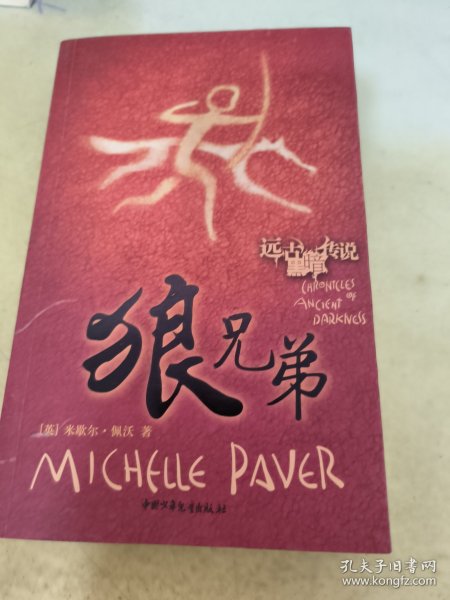 远古黑暗传说
CHRONICLES
OF
ANCIENT
DARKNESS
狼兄弟
[英] 米歇尔·佩沃 著
MICHELLE PAVER
中国少年儿童出版社
孔夫子旧书网
www.kongfz.com